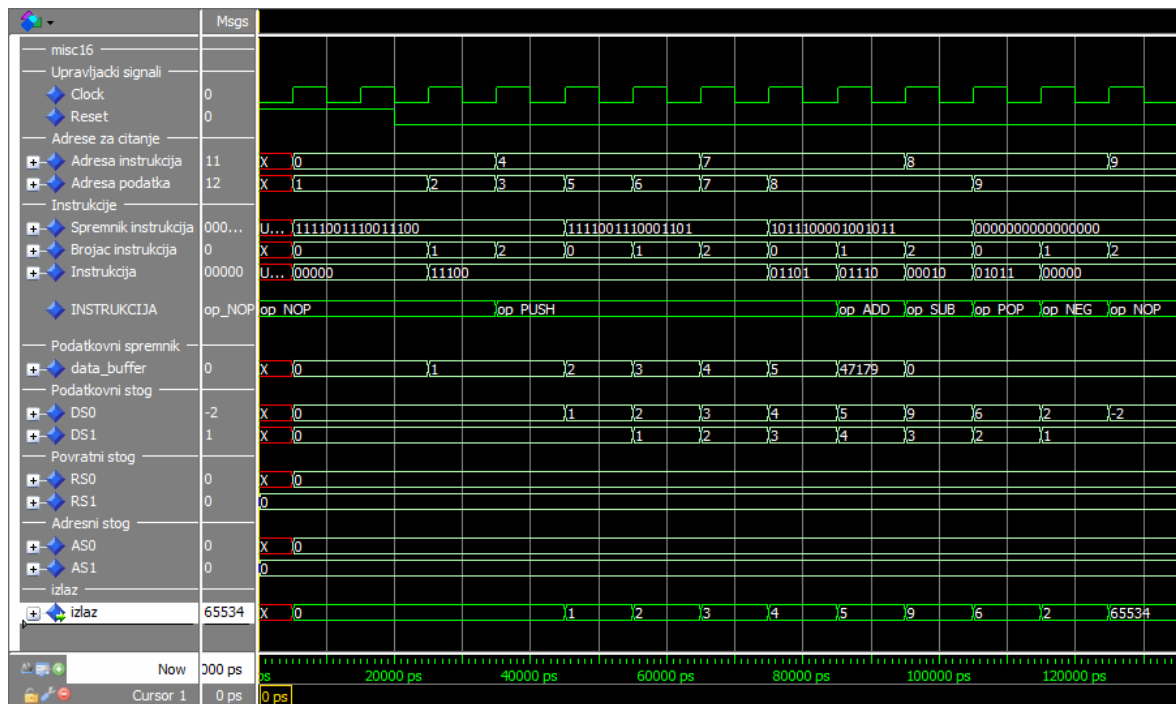 Msgs
misc16
Upravljacki signali
Clock 0
Reset 0
Adrese za citanje
Adresa instrukcija 11 X 0 4 7 8 9
Adresa podatka 12 X 1 2 3 5 6 7 8 9
Instrukcije
Spremnik instrukcija 000... U... 1111001110011100 1111001110001101 1011100001001011 0000000000000000
Brojac instrukcija 0 X 0 1 2 0 1 2 0 1 2 0 1 2
Instrukcija 00000 U... 00000 11100 01101 01110 00010 01011 00000
INSTRUKCIJA op_NOP op_NOP op_PUSH op_ADD op_SUB op_POP op_NEG op_NOP
Podatkovni spremnik
data_buffer 0 X 0 1 2 3 4 5 47179 0
Podatkovni stog
DS0 -2 X 0 1 2 3 4 5 9 6 2 -2
DS1 1 X 0 1 2 3 4 3 2 1
Povratni stog
RS0 0 X 0
RS1 0 0
Adresni stog
AS0 0 X 0
AS1 0 0
izlaz
izlaz 65534 X 0 1 2 3 4 5 9 6 2 65534
Now 000 ps ps 20000 ps 40000 ps 60000 ps 80000 ps 100000 ps 120000 ps
Cursor 1 0 ps 0 ps